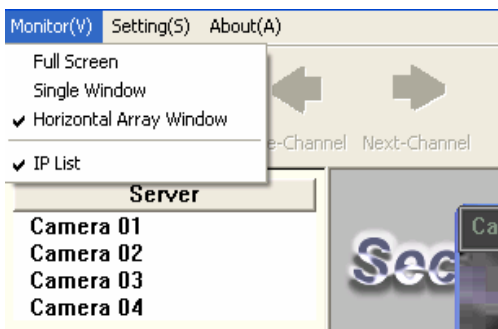 Monitor(V) Setting(S) About(A)
Full Screen
Single Window
Horizontal Array Window
e-Channel Next-Channel
IP List
Server
Camera 01
Camera 02
Camera 03
Camera 04
Sec
Ca